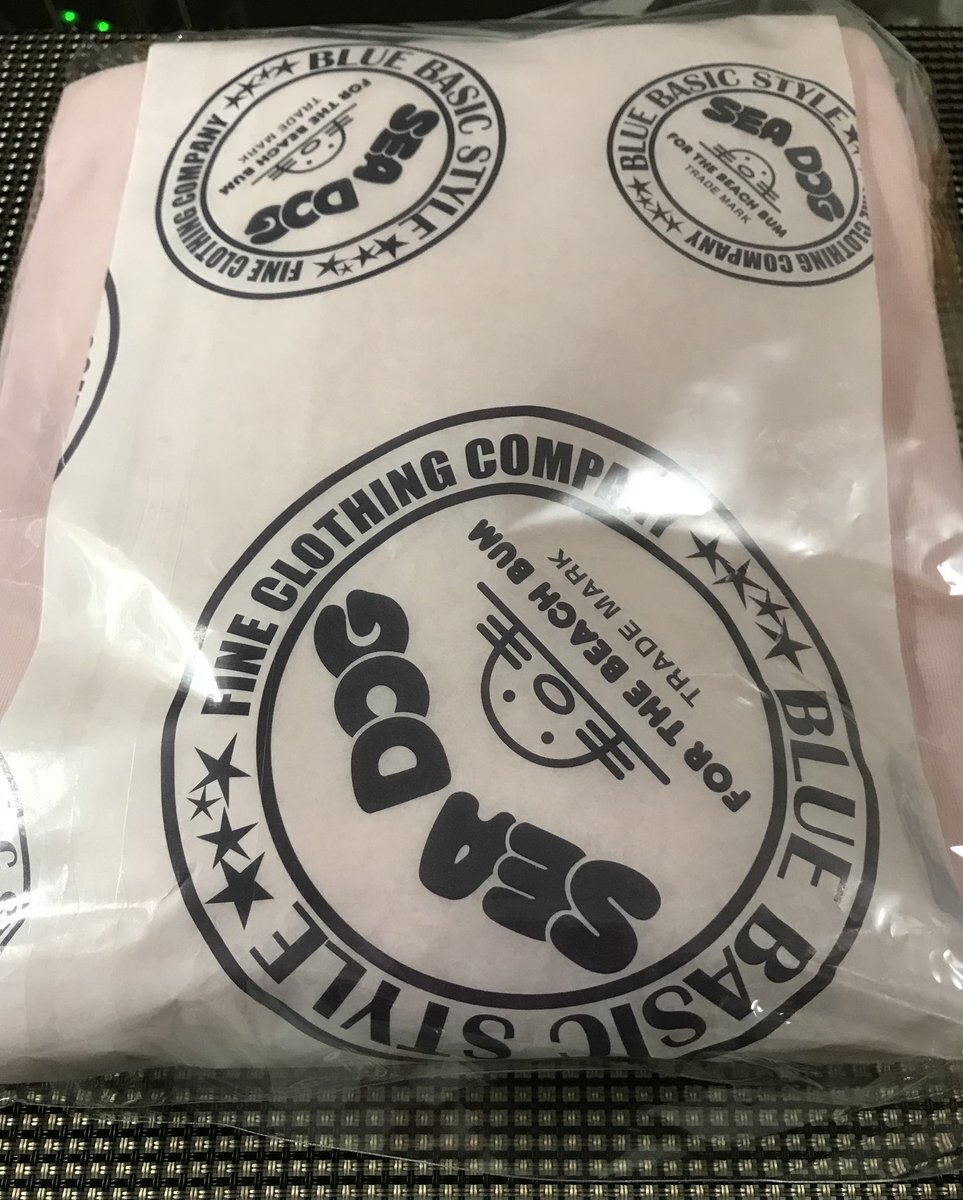 BLUE BASIC STYLE
SEA DOG
FOR THE BEACH BUM
TRADE MARK
FINE CLOTHING COMPANY
BLUE BASIC STYLE
SEA DOG
FOR THE BEACH BUM
TRADE MARK
FINE CLOTHING COMPANY
FINE CLOTHING COMPANY
SEA DOG
FOR THE BEACH BUM
TRADE MARK
BLUE BASIC STYLE